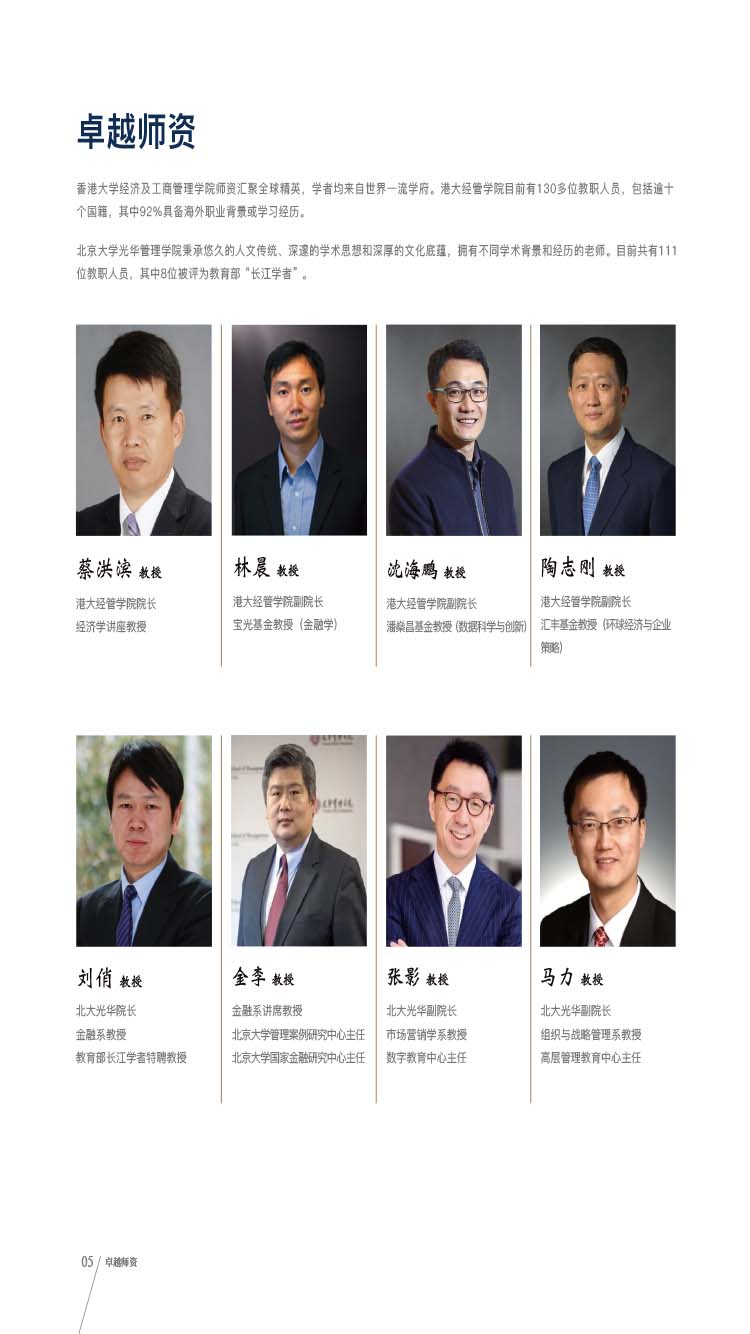 卓越师资
香港大学经济及工商管理学院师资汇聚全球精英，学者均来自世界一流学府。港大经管学院目前有130多位教职人员，包括逾十
个国籍，其中92%具备海外职业背景或学习经历。
北京大学光华管理学院秉承悠久的人文传统、深邃的学术思想和深厚的文化底蕴，拥有不同学术背景和经历的老师。目前共有111
位教职人员，其中8位被评为教育部“长江学者”。
蔡洪滨 教授
港大经管学院院长
经济学讲座教授
林晨 教授
港大经管学院副院长
宝光基金教授（金融学）
沈海鹏 教授
港大经管学院副院长
潘燊昌基金教授（数据科学与创新）
陶志刚 教授
港大经管学院副院长
汇丰基金教授（环球经济与企业
策略）
刘俏 教授
北大光华院长
金融系教授
教育部长江学者特聘教授
金李 教授
金融系讲席教授
北京大学管理案例研究中心主任
北京大学国家金融研究中心主任
张影 教授
北大光华副院长
市场营销学系教授
数字教育中心主任
马力 教授
北大光华副院长
组织与战略管理系教授
高层管理教育中心主任
05 / 卓越师资